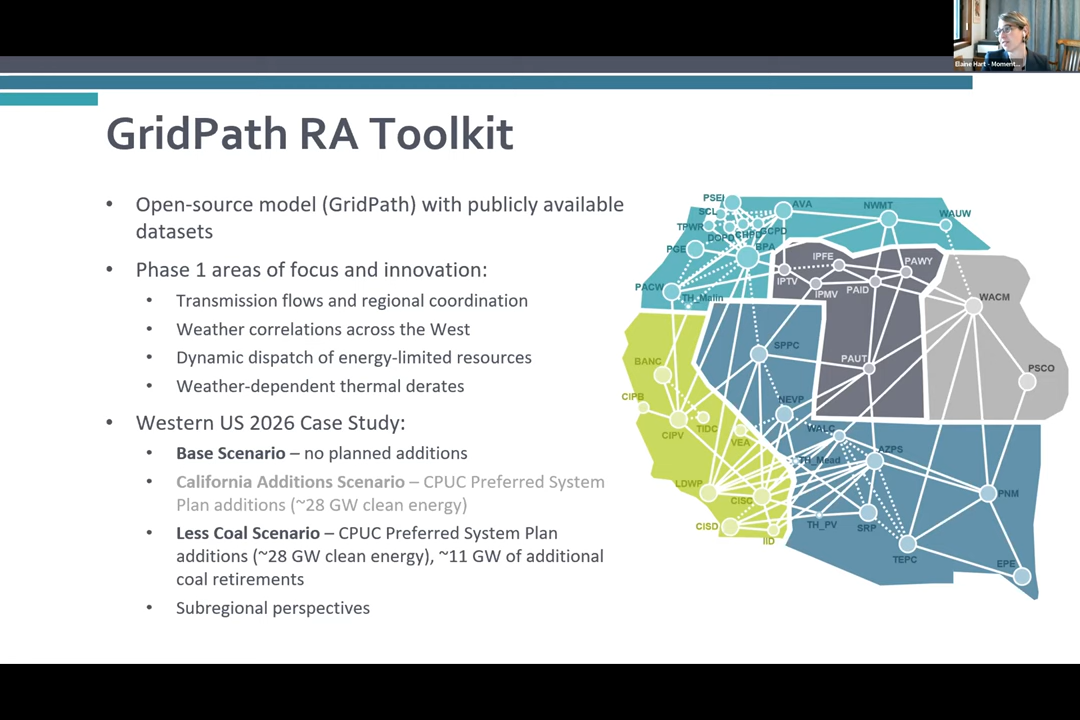 Elaine Hart - Moment...
GridPath RA Toolkit
• Open-source model (GridPath) with publicly available
datasets
• Phase 1 areas of focus and innovation:
• Transmission flows and regional coordination
• Weather correlations across the West
• Dynamic dispatch of energy-limited resources
• Weather-dependent thermal derates
• Western US 2026 Case Study:
• Base Scenario – no planned additions
• California Additions Scenario – CPUC Preferred System
Plan additions (~28 GW clean energy)
• Less Coal Scenario – CPUC Preferred System Plan
additions (~28 GW clean energy), ~11 GW of additional
coal retirements
• Subregional perspectives
PSEI
SCL
TPWR
DOPD
CHPD
GCPD
AVA
NWMT
WAUW
PGE
BPA
PACW
TH_Malin
IPFE
IPTV
IPMV
PAID
PAWY
WACM
PAUT
PSCO
SPPC
BANC
CIPB
CIPV
TIDC
NEVP
VEA
WALC
TH_Mead
AZPS
LDWP
CISC
CISD
IID
TH_PV
SRP
TEPC
PNM
EPE